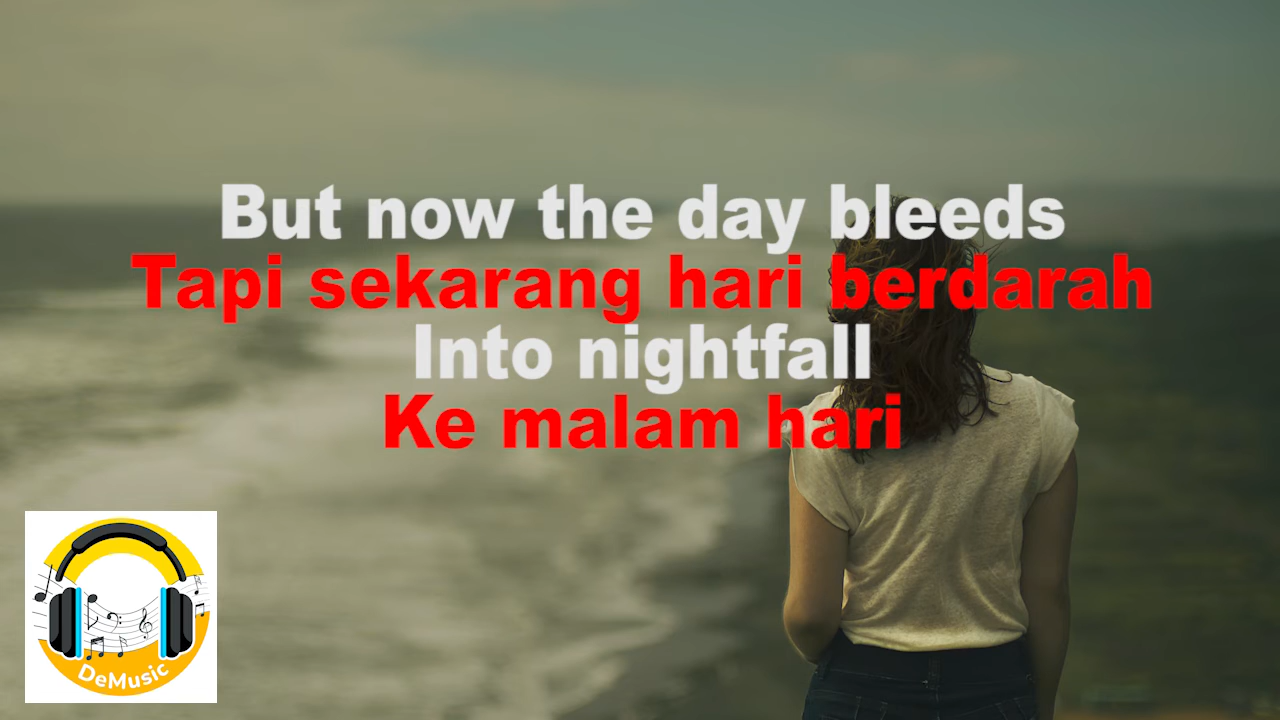 But now the day bleeds
Tapi sekarang hari berdarah
Into nightfall
Ke malam hari
DeMusic